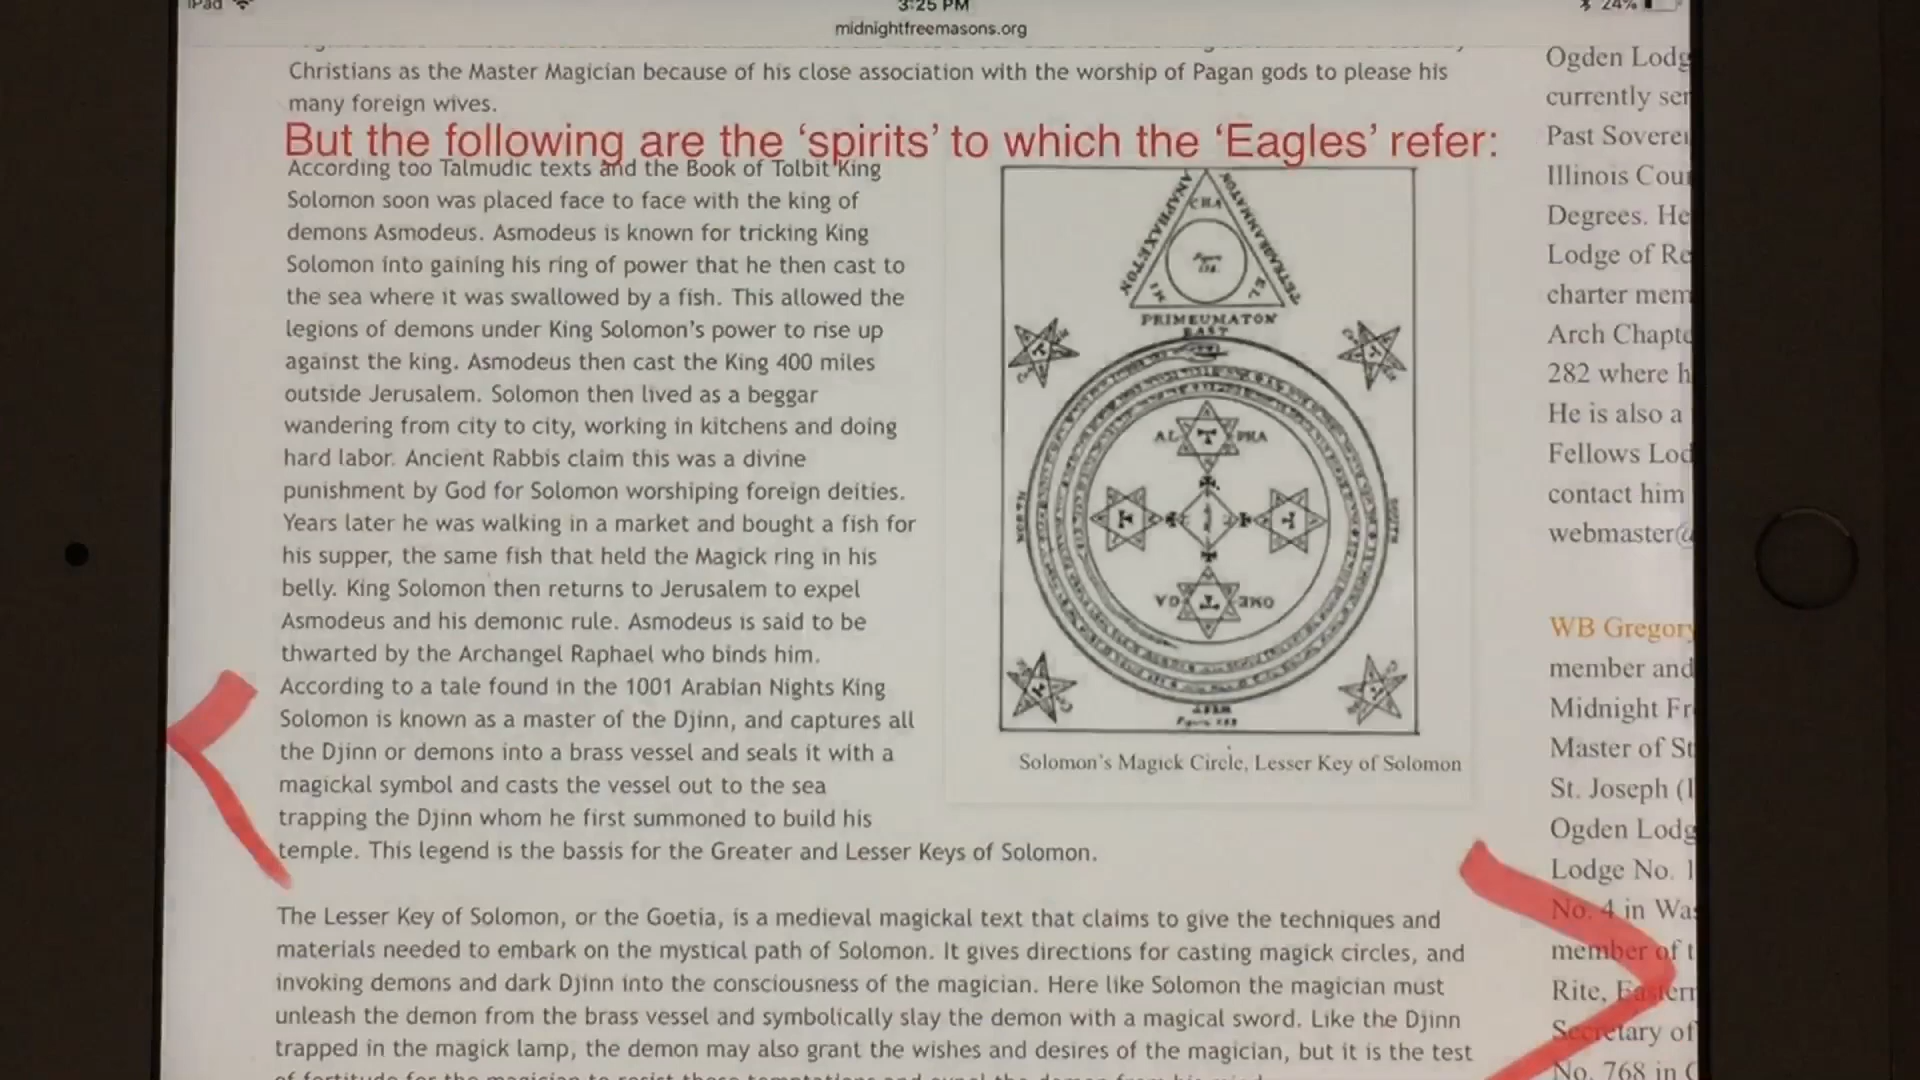 iPad
3:25 PM
24%
midnightfreemasons.org
Christians as the Master Magician because of his close association with the worship of Pagan gods to please his
many foreign wives.
But the following are the ‘spirits’ to which the ‘Eagles’ refer:
According too Talmudic texts and the Book of Tolbit King
Solomon soon was placed face to face with the king of
demons Asmodeus. Asmodeus is known for tricking King
Solomon into gaining his ring of power that he then cast to
the sea where it was swallowed by a fish. This allowed the
legions of demons under King Solomon's power to rise up
against the king. Asmodeus then cast the King 400 miles
outside Jerusalem. Solomon then lived as a beggar
wandering from city to city, working in kitchens and doing
hard labor. Ancient Rabbis claim this was a divine
punishment by God for Solomon worshiping foreign deities.
Years later he was walking in a market and bought a fish for
his supper, the same fish that held the Magick ring in his
belly. King Solomon then returns to Jerusalem to expel
Asmodeus and his demonic rule. Asmodeus is said to be
thwarted by the Archangel Raphael who binds him.
According to a tale found in the 1001 Arabian Nights King
Solomon is known as a master of the Djinn, and captures all
the Djinn or demons into a brass vessel and seals it with a
magickal symbol and casts the vessel out to the sea
trapping the Djinn whom he first summoned to build his
temple. This legend is the bassis for the Greater and Lesser Keys of Solomon.
The Lesser Key of Solomon, or the Goetia, is a medieval magickal text that claims to give the techniques and
materials needed to embark on the mystical path of Solomon. It gives directions for casting magick circles, and
invoking demons and dark Djinn into the consciousness of the magician. Here like Solomon the magician must
unleash the demon from the brass vessel and symbolically slay the demon with a magical sword. Like the Djinn
trapped in the magick lamp, the demon may also grant the wishes and desires of the magician, but it is the test
ANAPHAXETON
TETRAGRAMMATON
CHA
MI
EL
PRIMEUMATON
EAST
AL PHA
OME GA
Solomon's Magick Circle, Lesser Key of Solomon
Ogden Lodg
currently ser
Past Soverei
Illinois Cou
Degrees. He
Lodge of Re
charter mem
Arch Chapte
282 where h
He is also a
Fellows Lod
contact him
webmaster@
WB Gregory
member and
Midnight Fr
Master of St
St. Joseph (I
Ogden Lodg
Lodge No. 1
No. 4 in Was
member of t
Rite, Eastern
Secretary of
No. 768 in